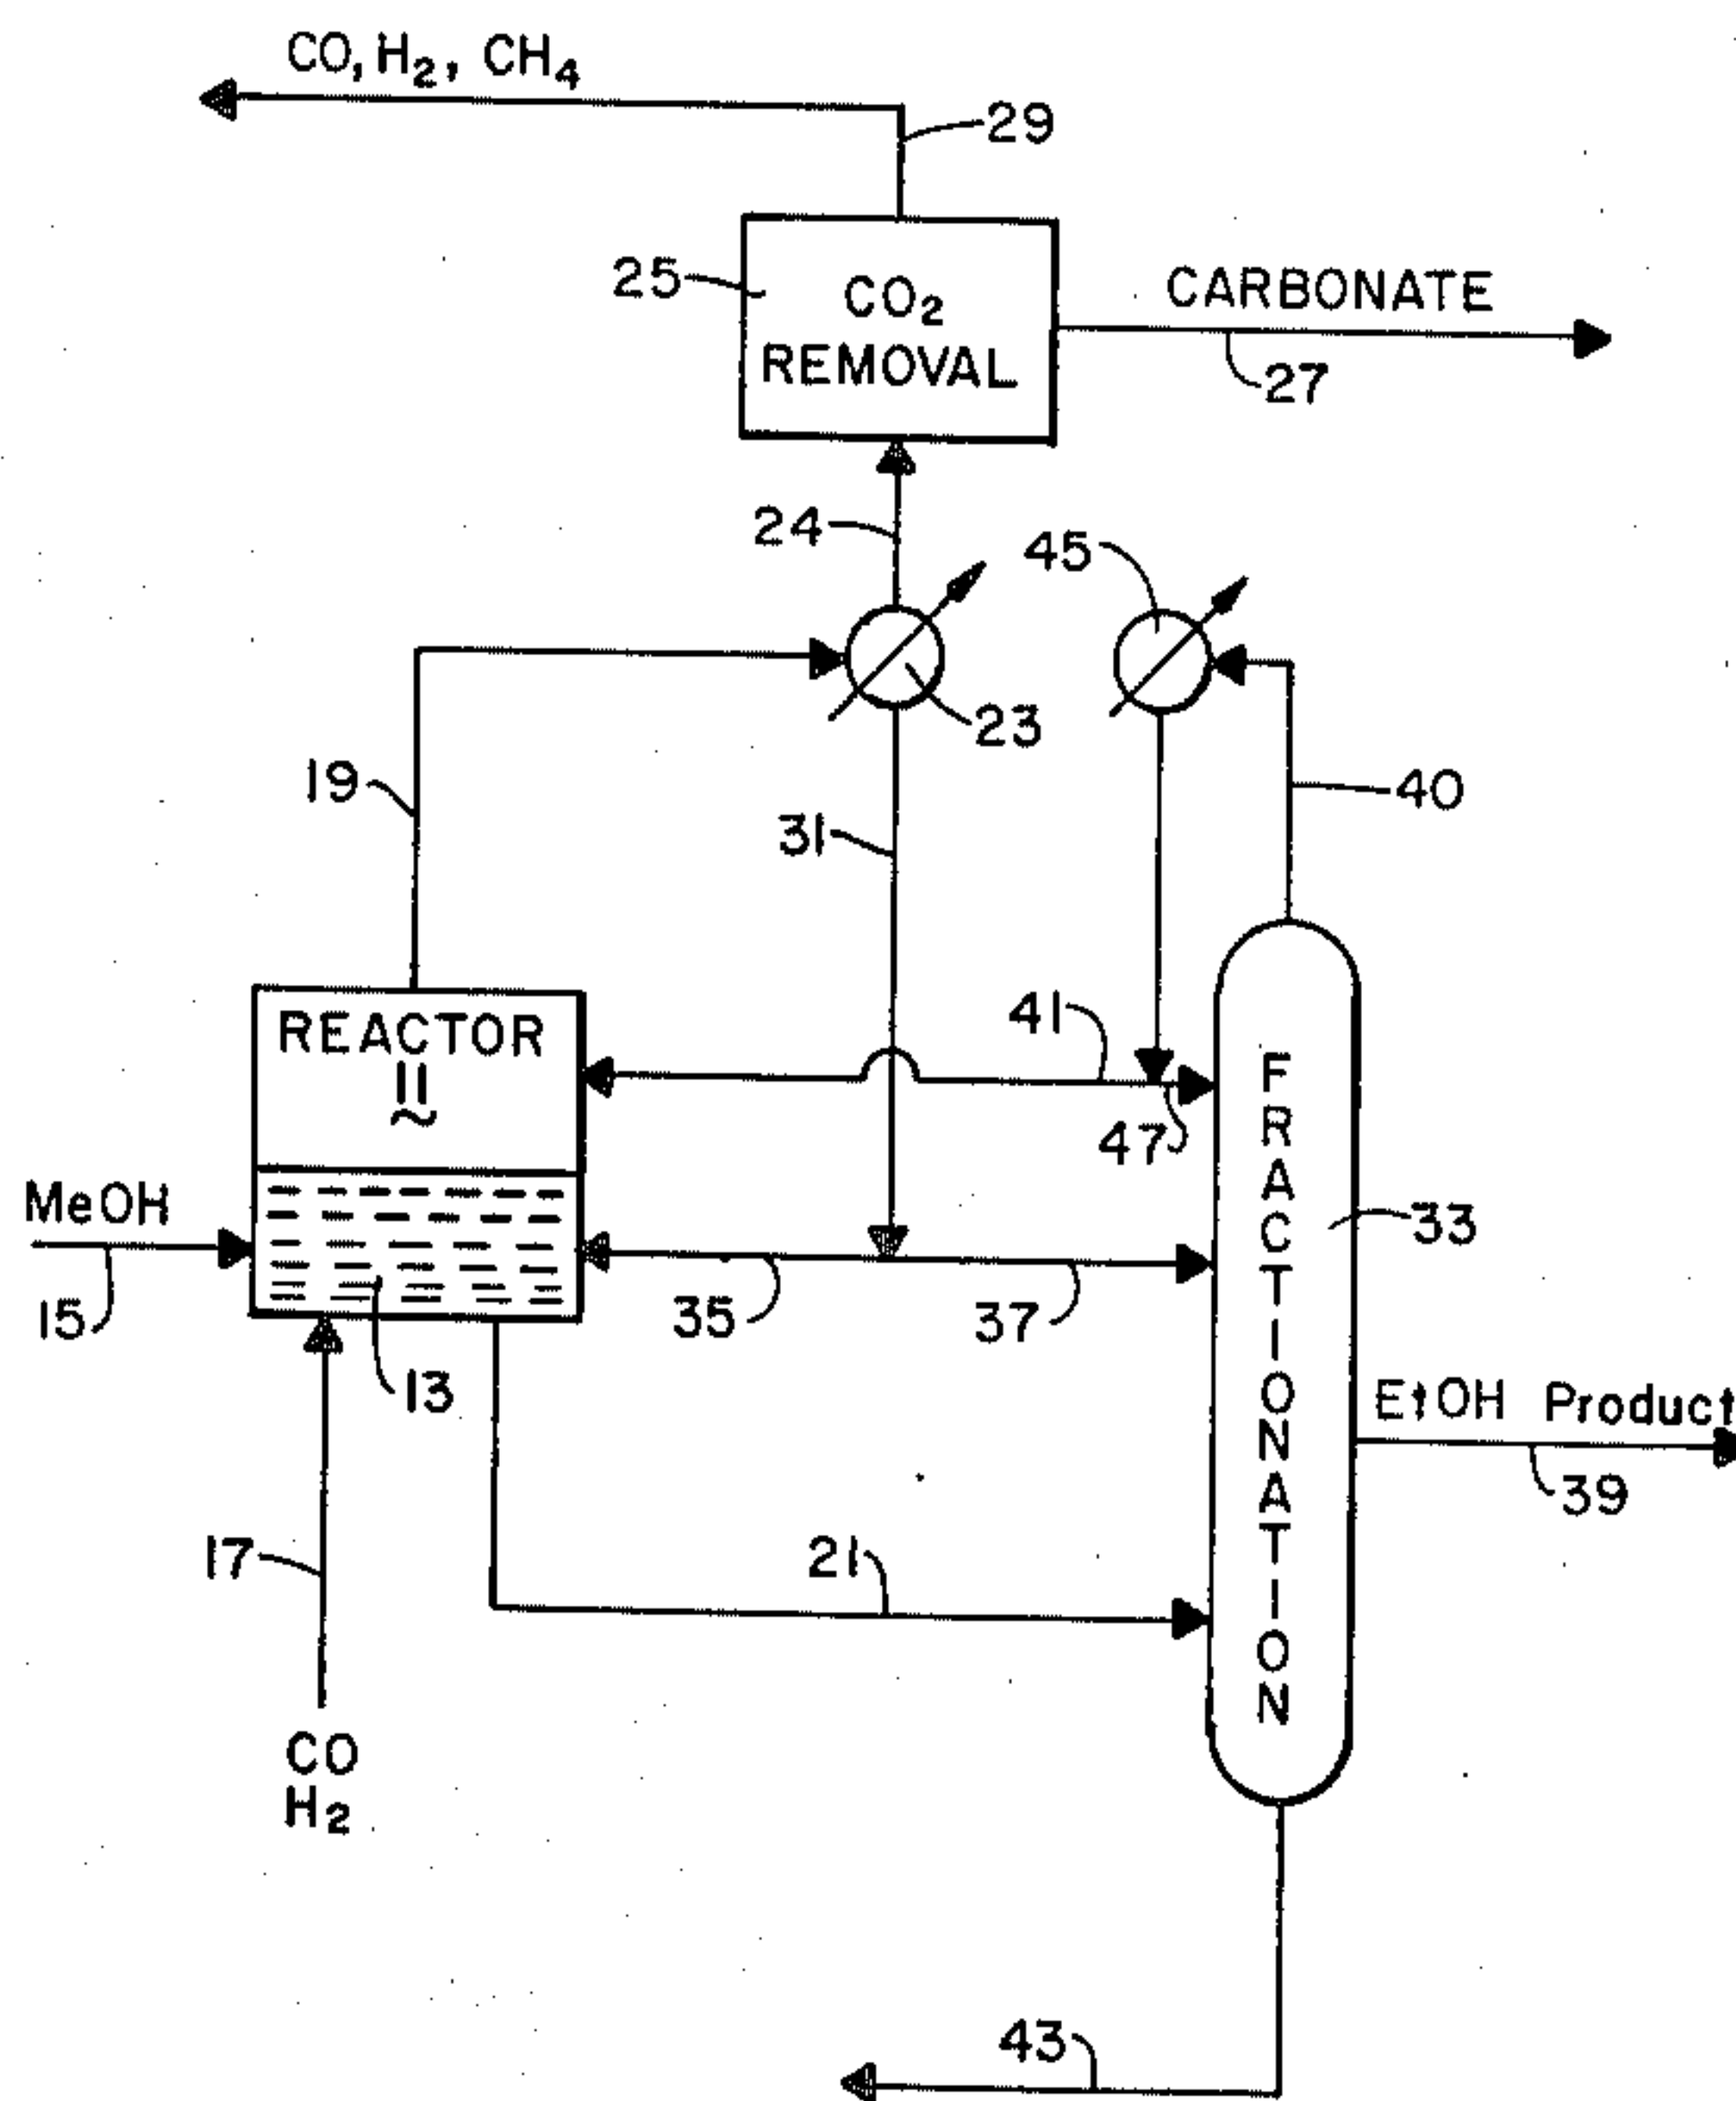 CO, H2, CH4
29
25
CO2
REMOVAL
CARBONATE
27
24
45
23
19
40
31
REACTOR
11
41
47
MeOH
15
33
35
37
13
FRACTIONATION
EtOH Product
39
17
21
CO
H2
43